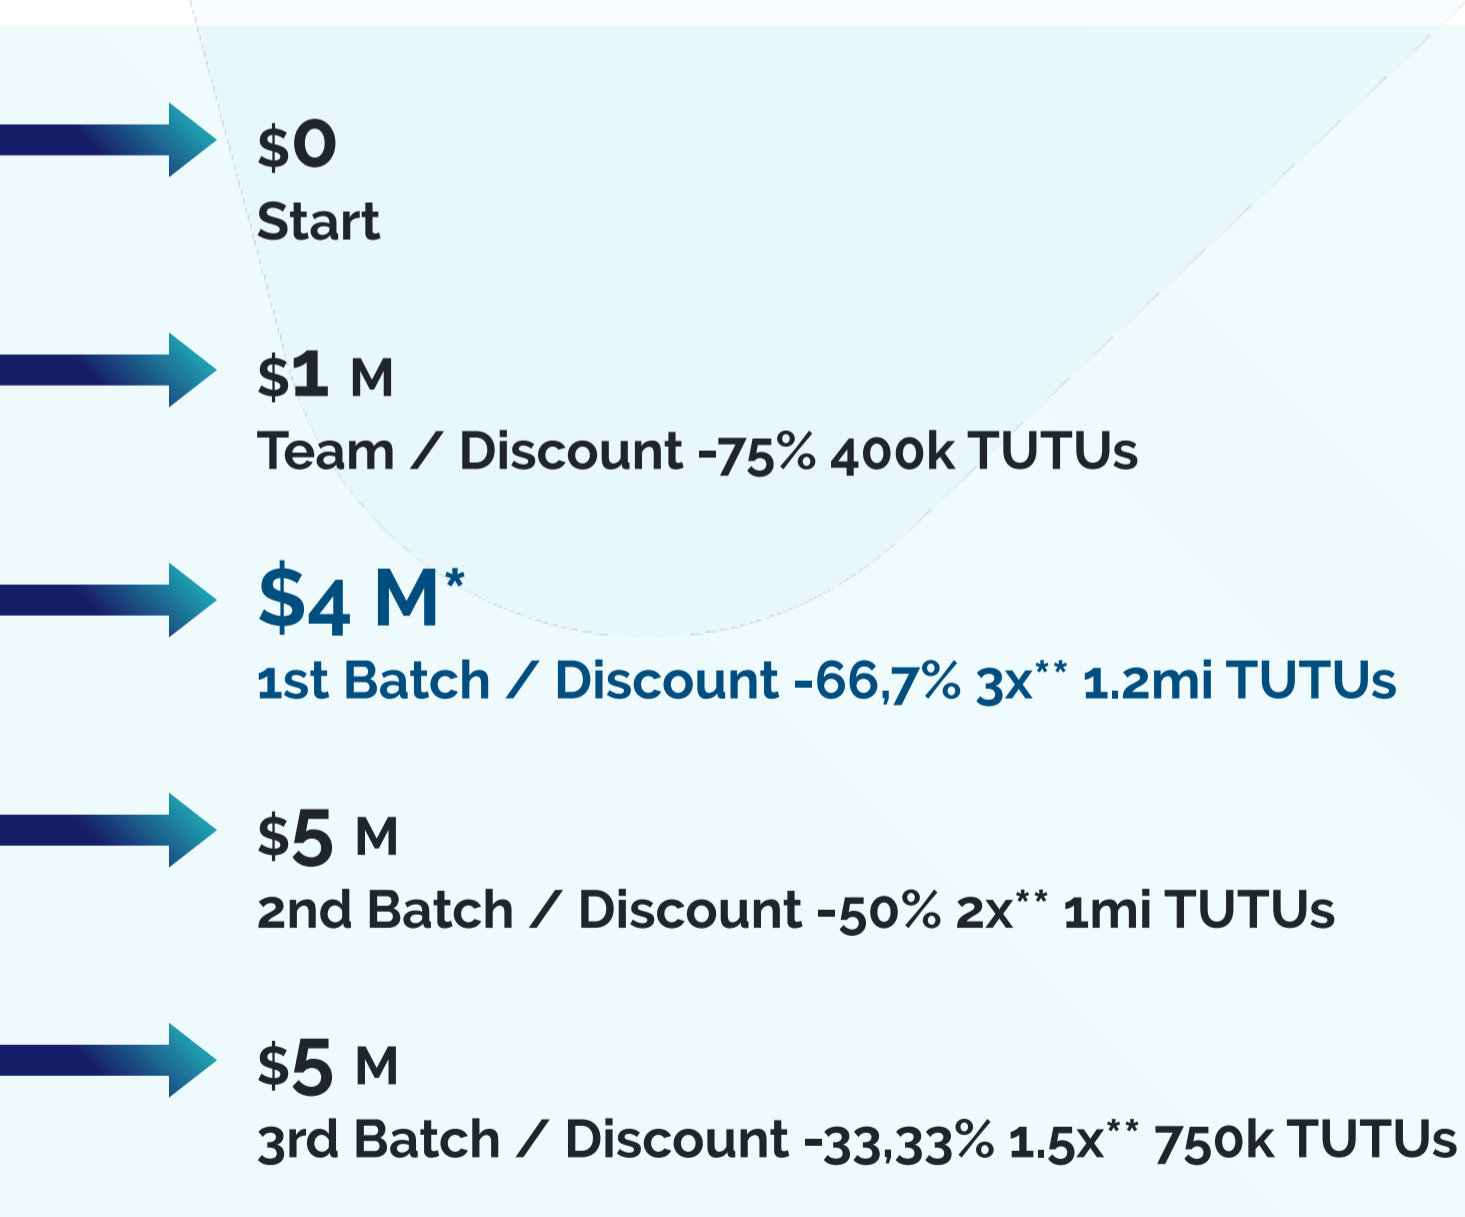 $0
Start
$1 M
Team / Discount -75% 400k TUTUs
$4 M*
1st Batch / Discount -66,7% 3x** 1.2mi TUTUs
$5 M
2nd Batch / Discount -50% 2x** 1mi TUTUs
$5 M
3rd Batch / Discount -33,33% 1.5x** 750k TUTUs